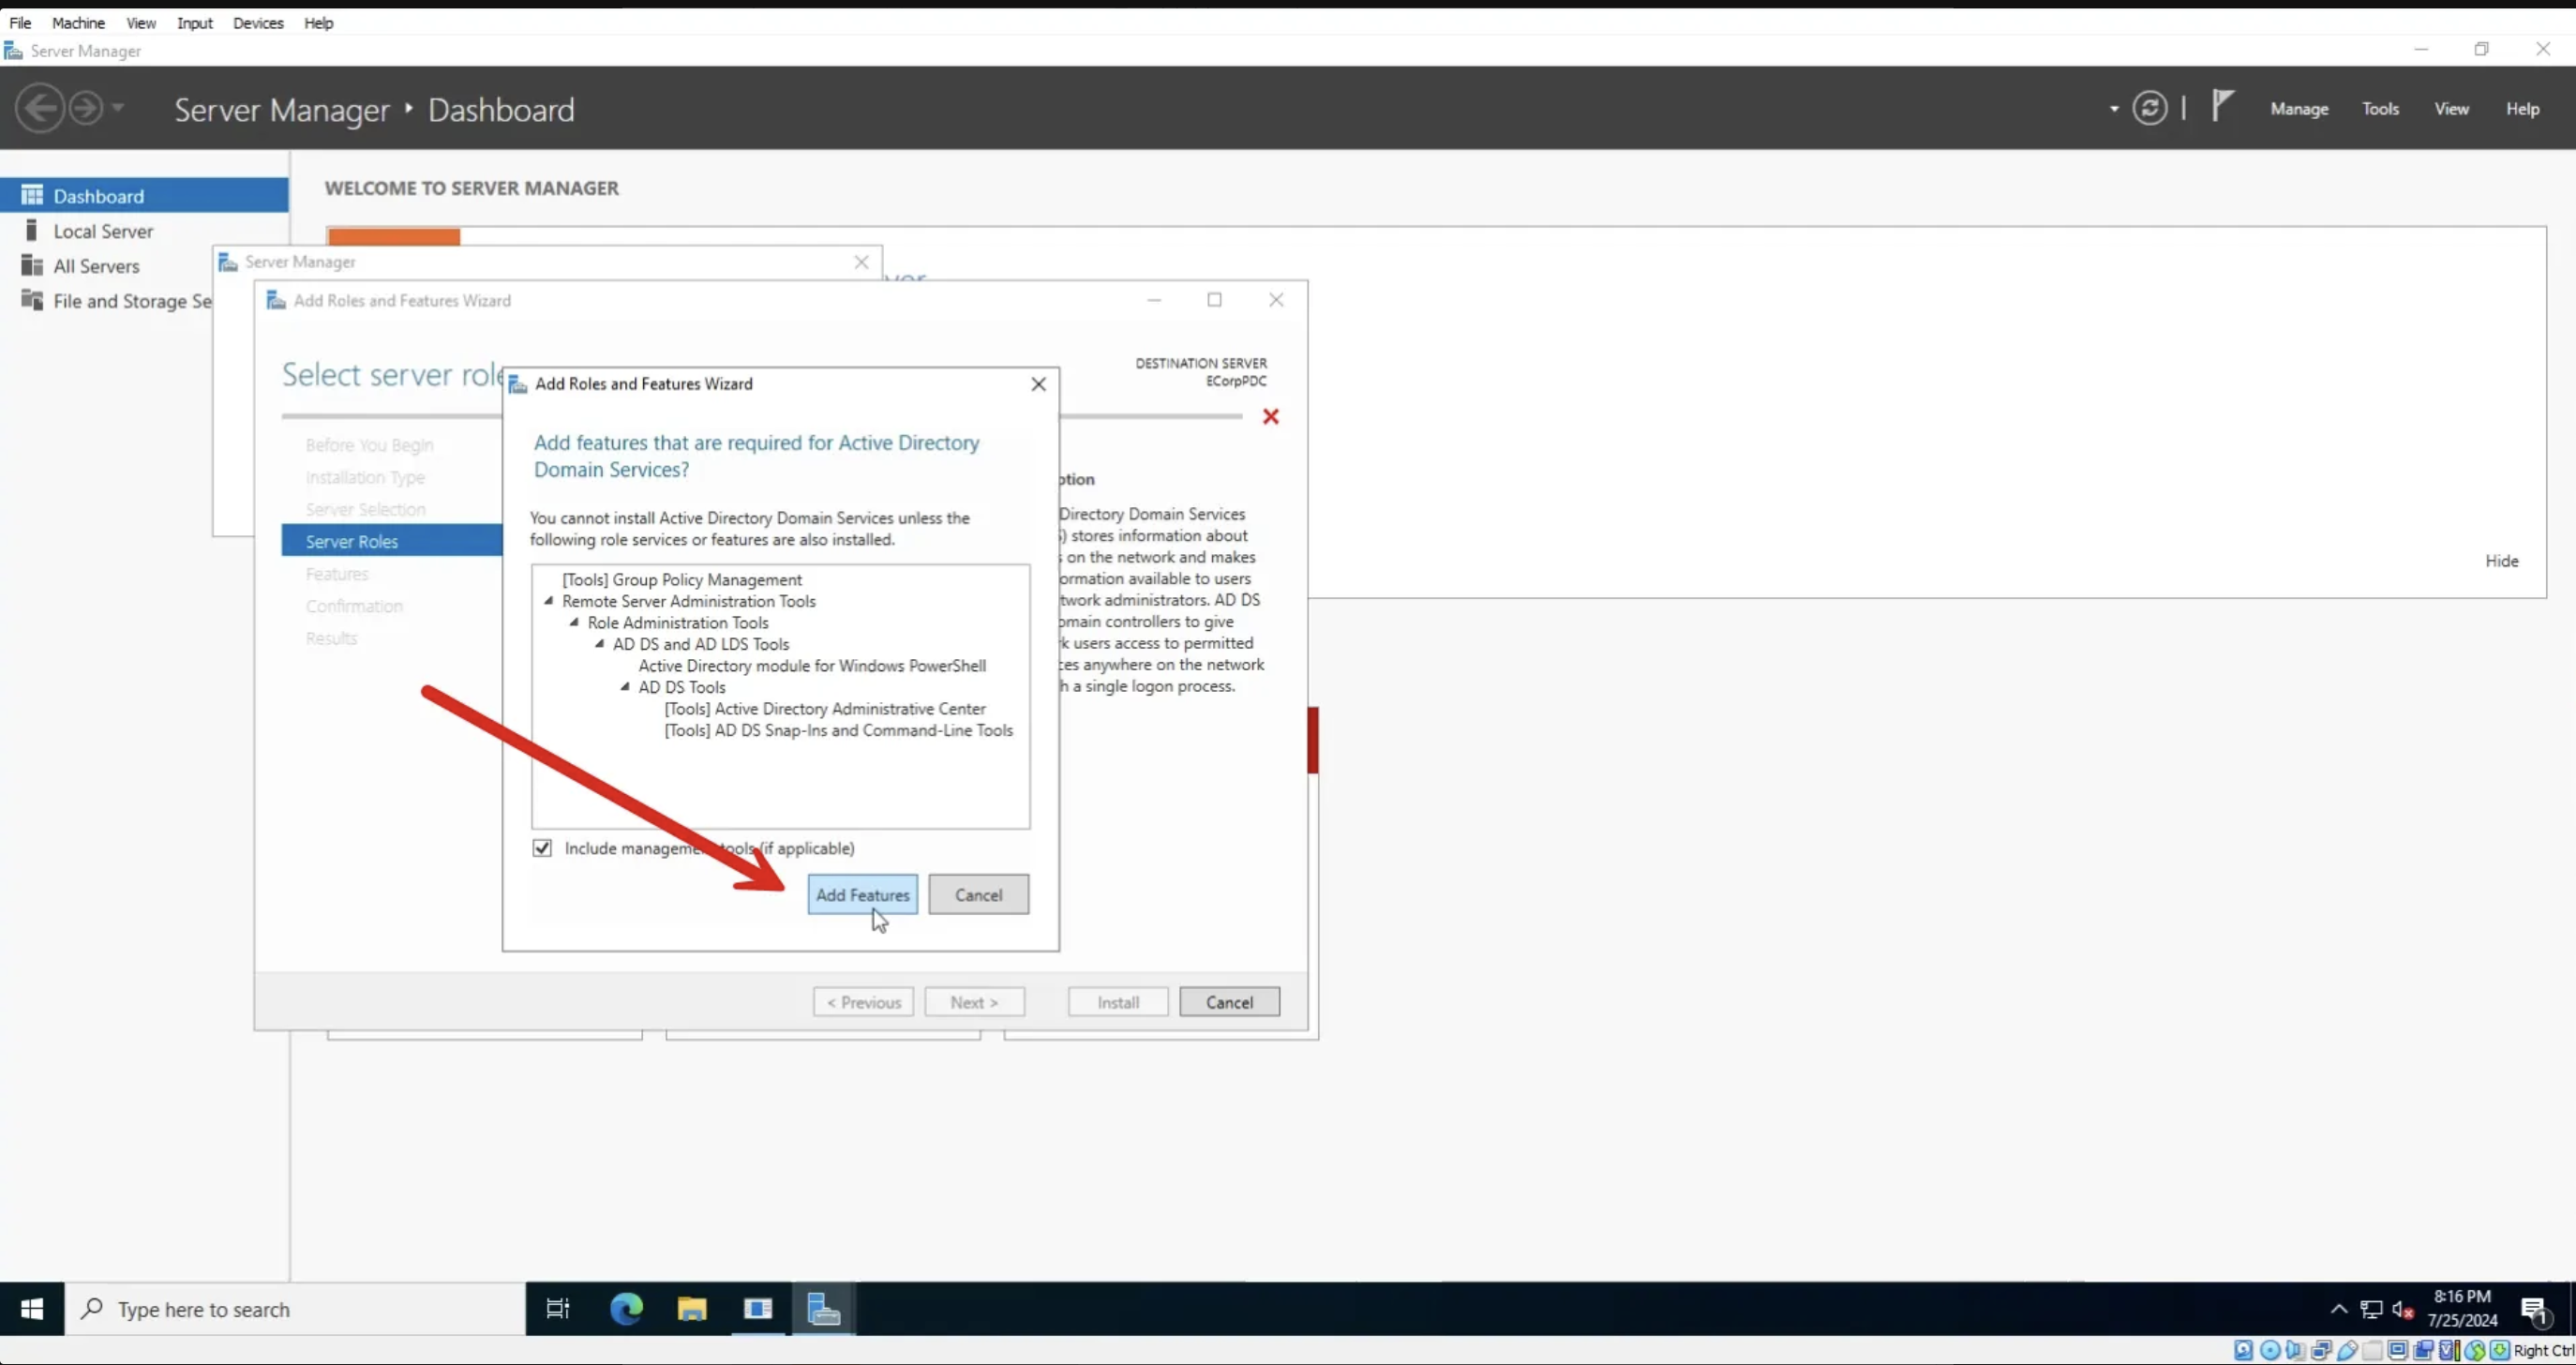 File Machine View Input Devices Help
Server Manager
Server Manager Dashboard
Manage Tools View Help
Dashboard
Local Server
All Servers
File and Storage Se
WELCOME TO SERVER MANAGER
Server Manager
Add Roles and Features Wizard
Select server role
DESTINATION SERVER
ECorpPDC
Before You Begin
Installation Type
Server Selection
Server Roles
Features
Confirmation
Results
Add Roles and Features Wizard
Add features that are required for Active Directory
Domain Services?
You cannot install Active Directory Domain Services unless the
following role services or features are also installed.
[Tools] Group Policy Management
Remote Server Administration Tools
Role Administration Tools
AD DS and AD LDS Tools
Active Directory module for Windows PowerShell
AD DS Tools
[Tools] Active Directory Administrative Center
[Tools] AD DS Snap-Ins and Command-Line Tools
Include management tools (if applicable)
Add Features Cancel
ption
Directory Domain Services
) stores information about
on the network and makes
ormation available to users
twork administrators. AD DS
omain controllers to give
k users access to permitted
ces anywhere on the network
h a single logon process.
< Previous Next > Install Cancel
Hide
Type here to search
8:16 PM
7/25/2024
1
Right Ctrl